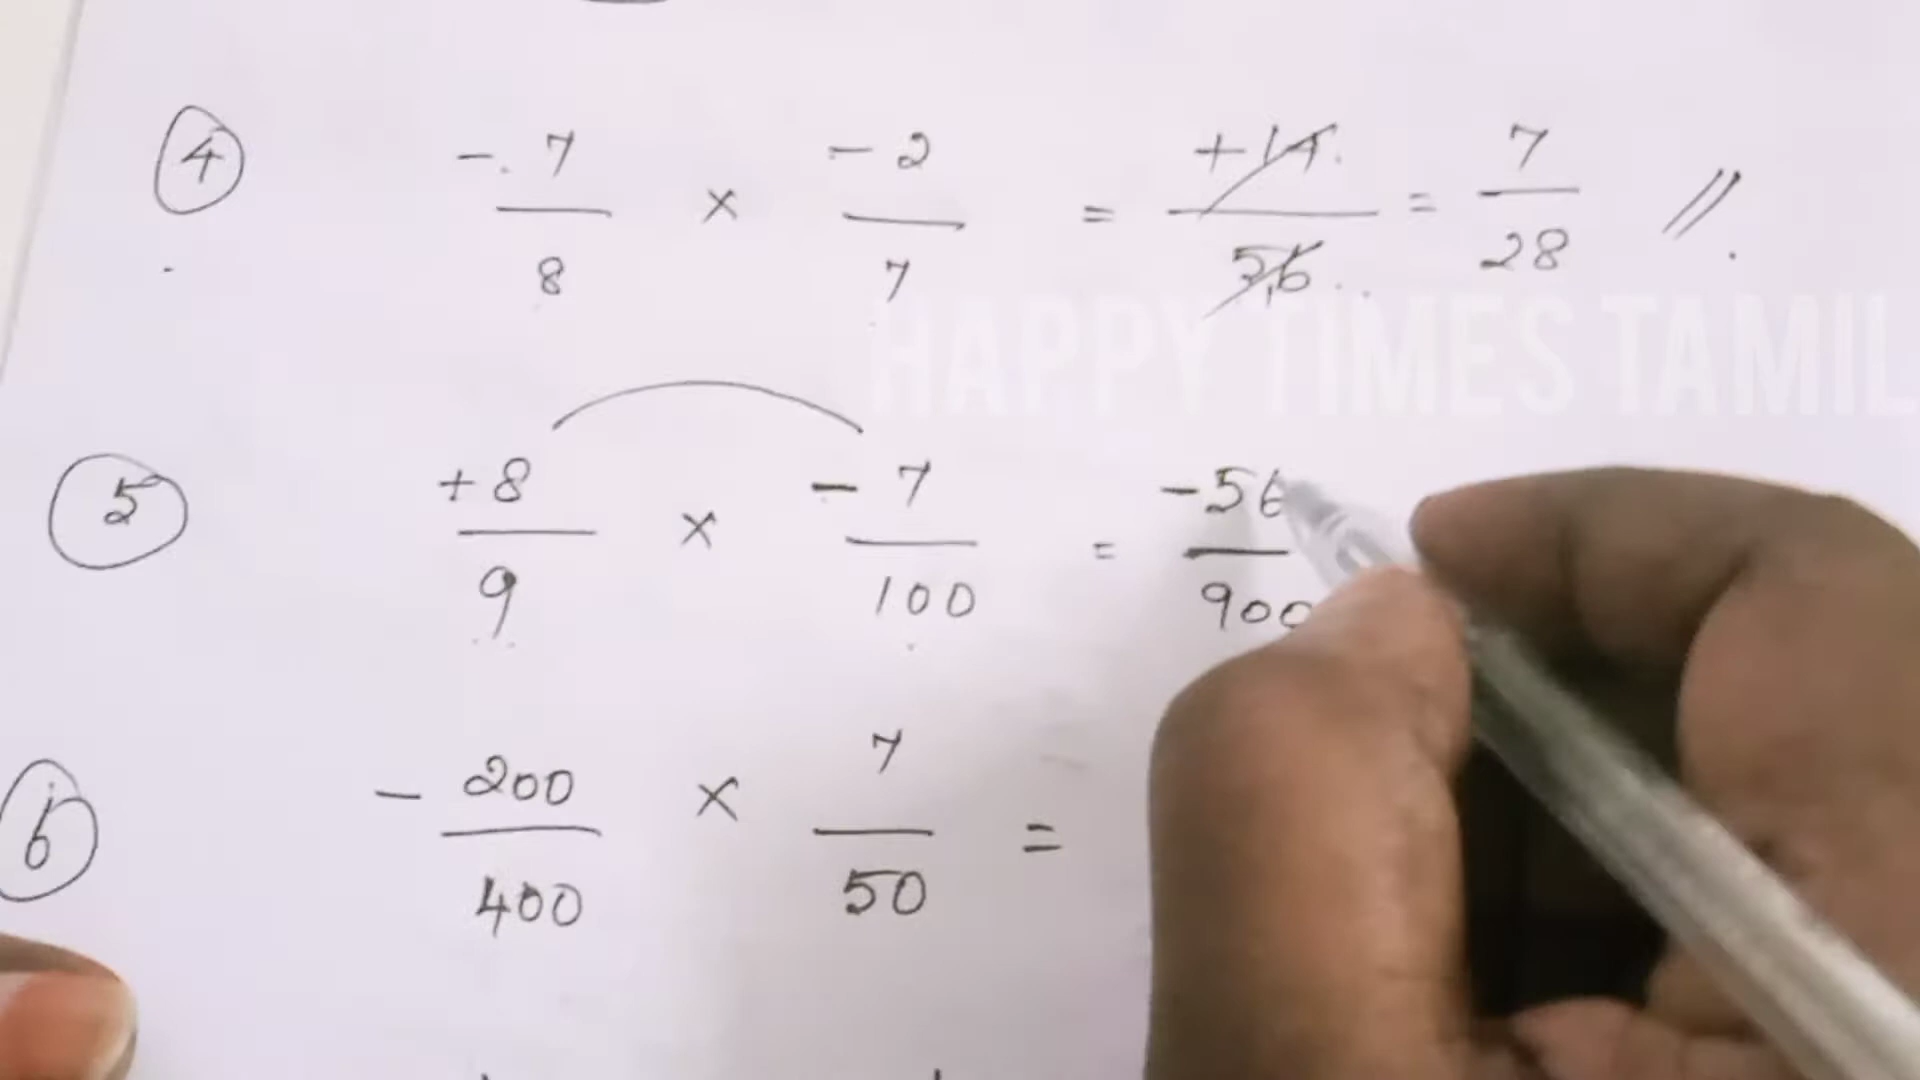 ④ -7/8 × -2/7 = +14/56 = 7/28 //.
HAPPY TIMES TAMIL
⑤ +8/9 × -7/100 = -56/900
⑥ -200/400 × 7/50 =